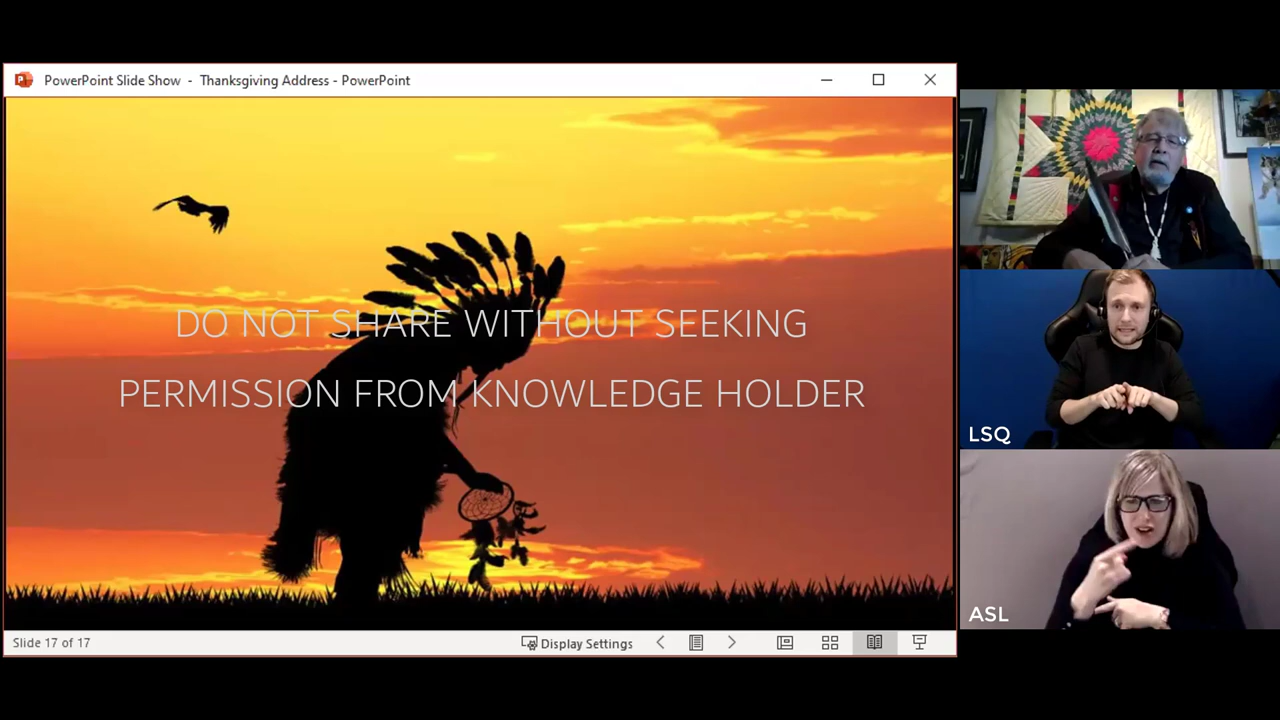 PowerPoint Slide Show - Thanksgiving Address - PowerPoint
DO NOT SHARE WITHOUT SEEKING
PERMISSION FROM KNOWLEDGE HOLDER
LSQ
ASL
Slide 17 of 17
Display Settings